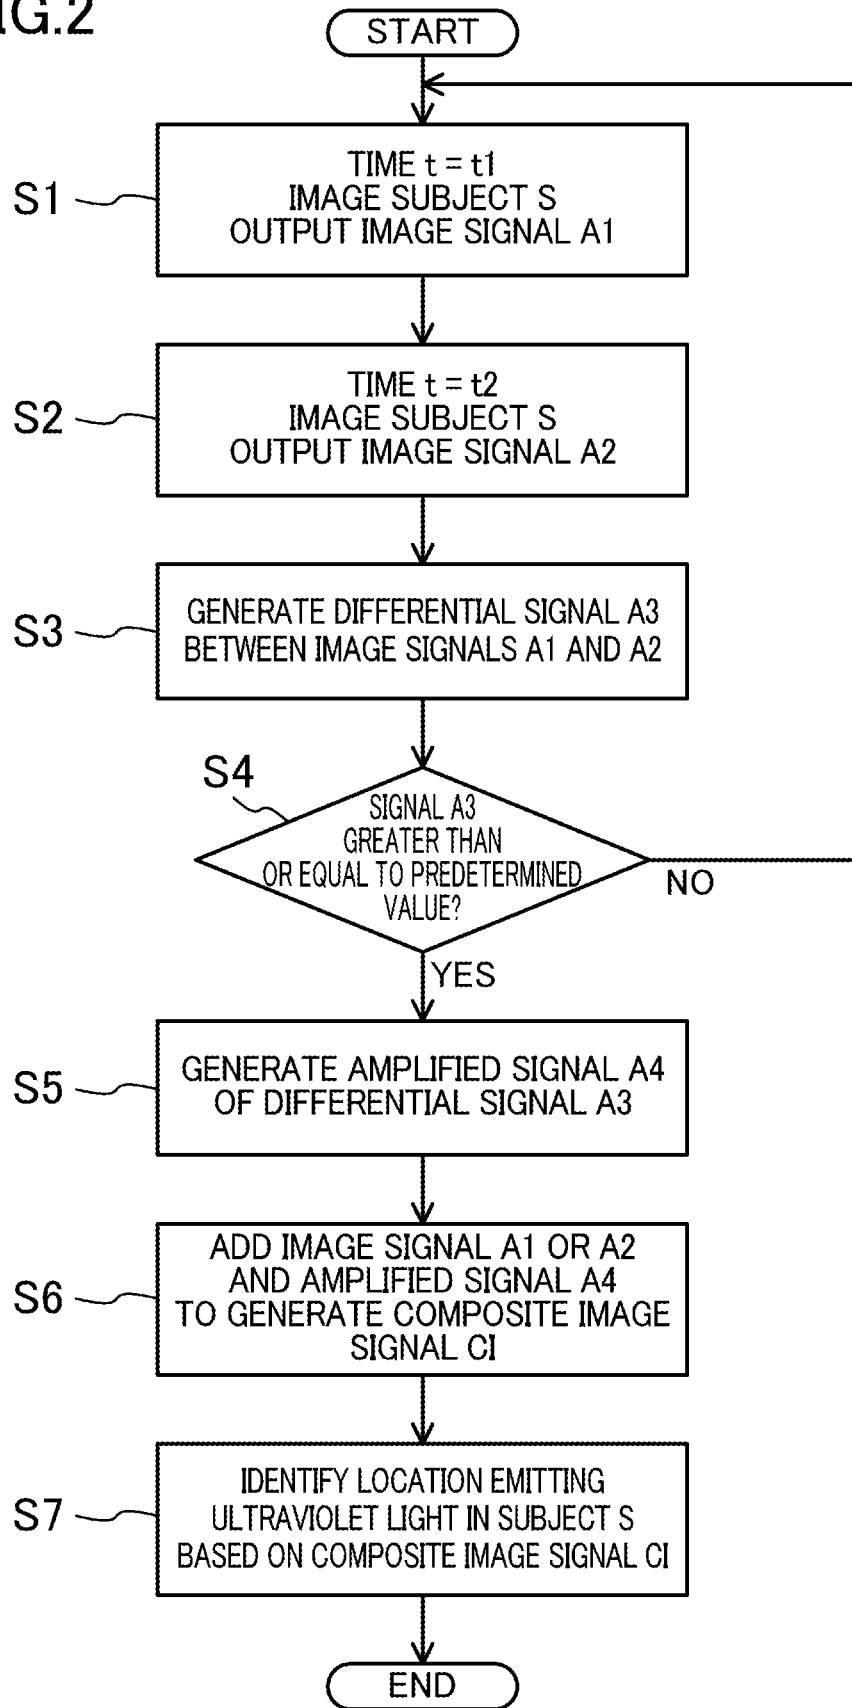 IG.2
START
S1
TIME t = t1
IMAGE SUBJECT S
OUTPUT IMAGE SIGNAL A1
S2
TIME t = t2
IMAGE SUBJECT S
OUTPUT IMAGE SIGNAL A2
S3
GENERATE DIFFERENTIAL SIGNAL A3
BETWEEN IMAGE SIGNALS A1 AND A2
S4
SIGNAL A3
GREATER THAN
OR EQUAL TO PREDETERMINED
VALUE?
NO
YES
S5
GENERATE AMPLIFIED SIGNAL A4
OF DIFFERENTIAL SIGNAL A3
S6
ADD IMAGE SIGNAL A1 OR A2
AND AMPLIFIED SIGNAL A4
TO GENERATE COMPOSITE IMAGE
SIGNAL CI
S7
IDENTIFY LOCATION EMITTING
ULTRAVIOLET LIGHT IN SUBJECT S
BASED ON COMPOSITE IMAGE SIGNAL CI
END